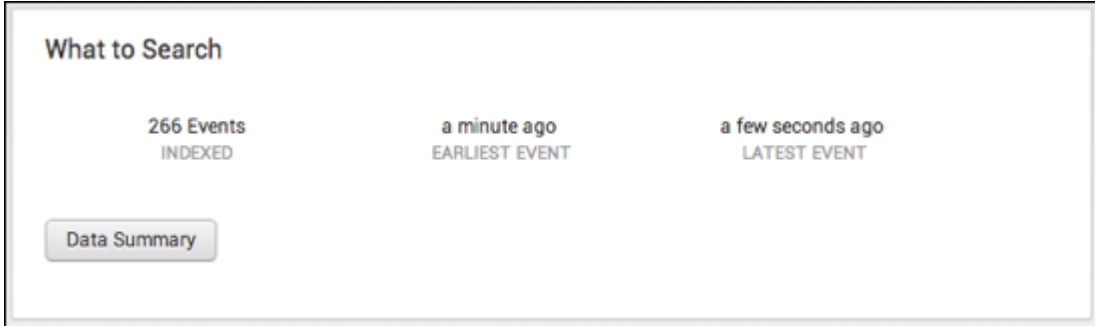 What to Search
266 Events a minute ago a few seconds ago
INDEXED EARLIEST EVENT LATEST EVENT
Data Summary